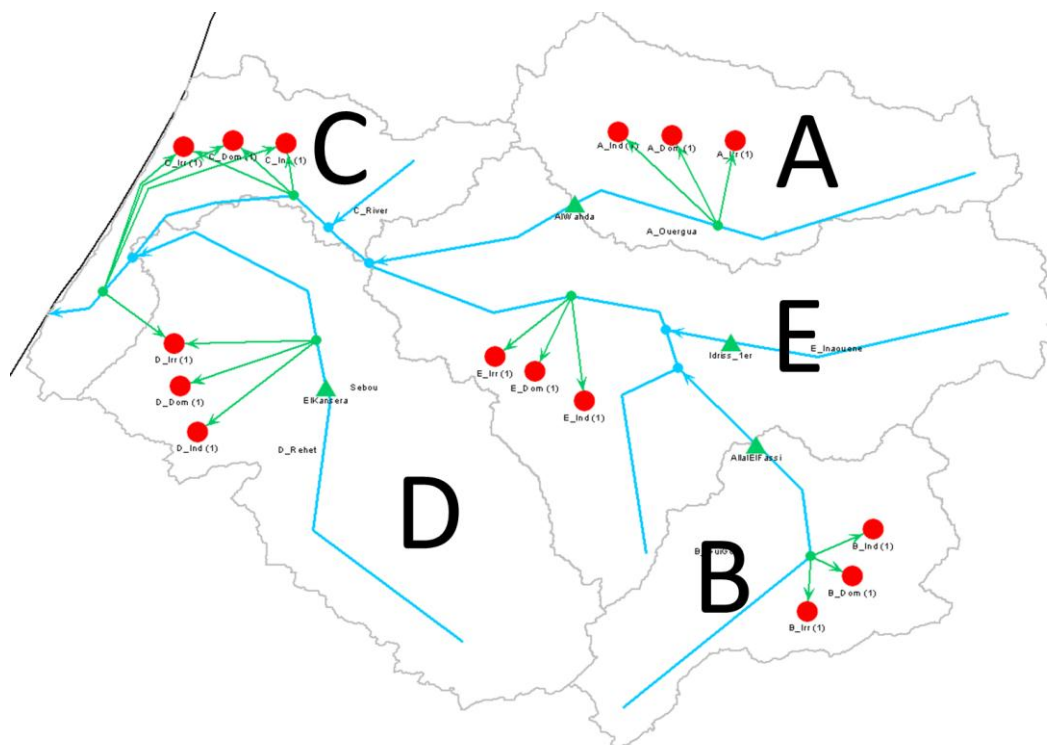 C
C_Irr (1)
C_Dom (1)
C_Ind (1)
C_River
A
A_Ind (1)
A_Dom (1)
A_Irr (1)
AlWahda
A_Ouergua
E
Idriss_1er
E_Inaouene
E_Irr (1)
E_Dom (1)
E_Ind (1)
D_Irr (1)
D_Dom (1)
D_Ind (1)
ElKansera
Sebou
D_Rehet
D
AllalElFassi
B
B_Ind (1)
B_Dom (1)
B_Irr (1)